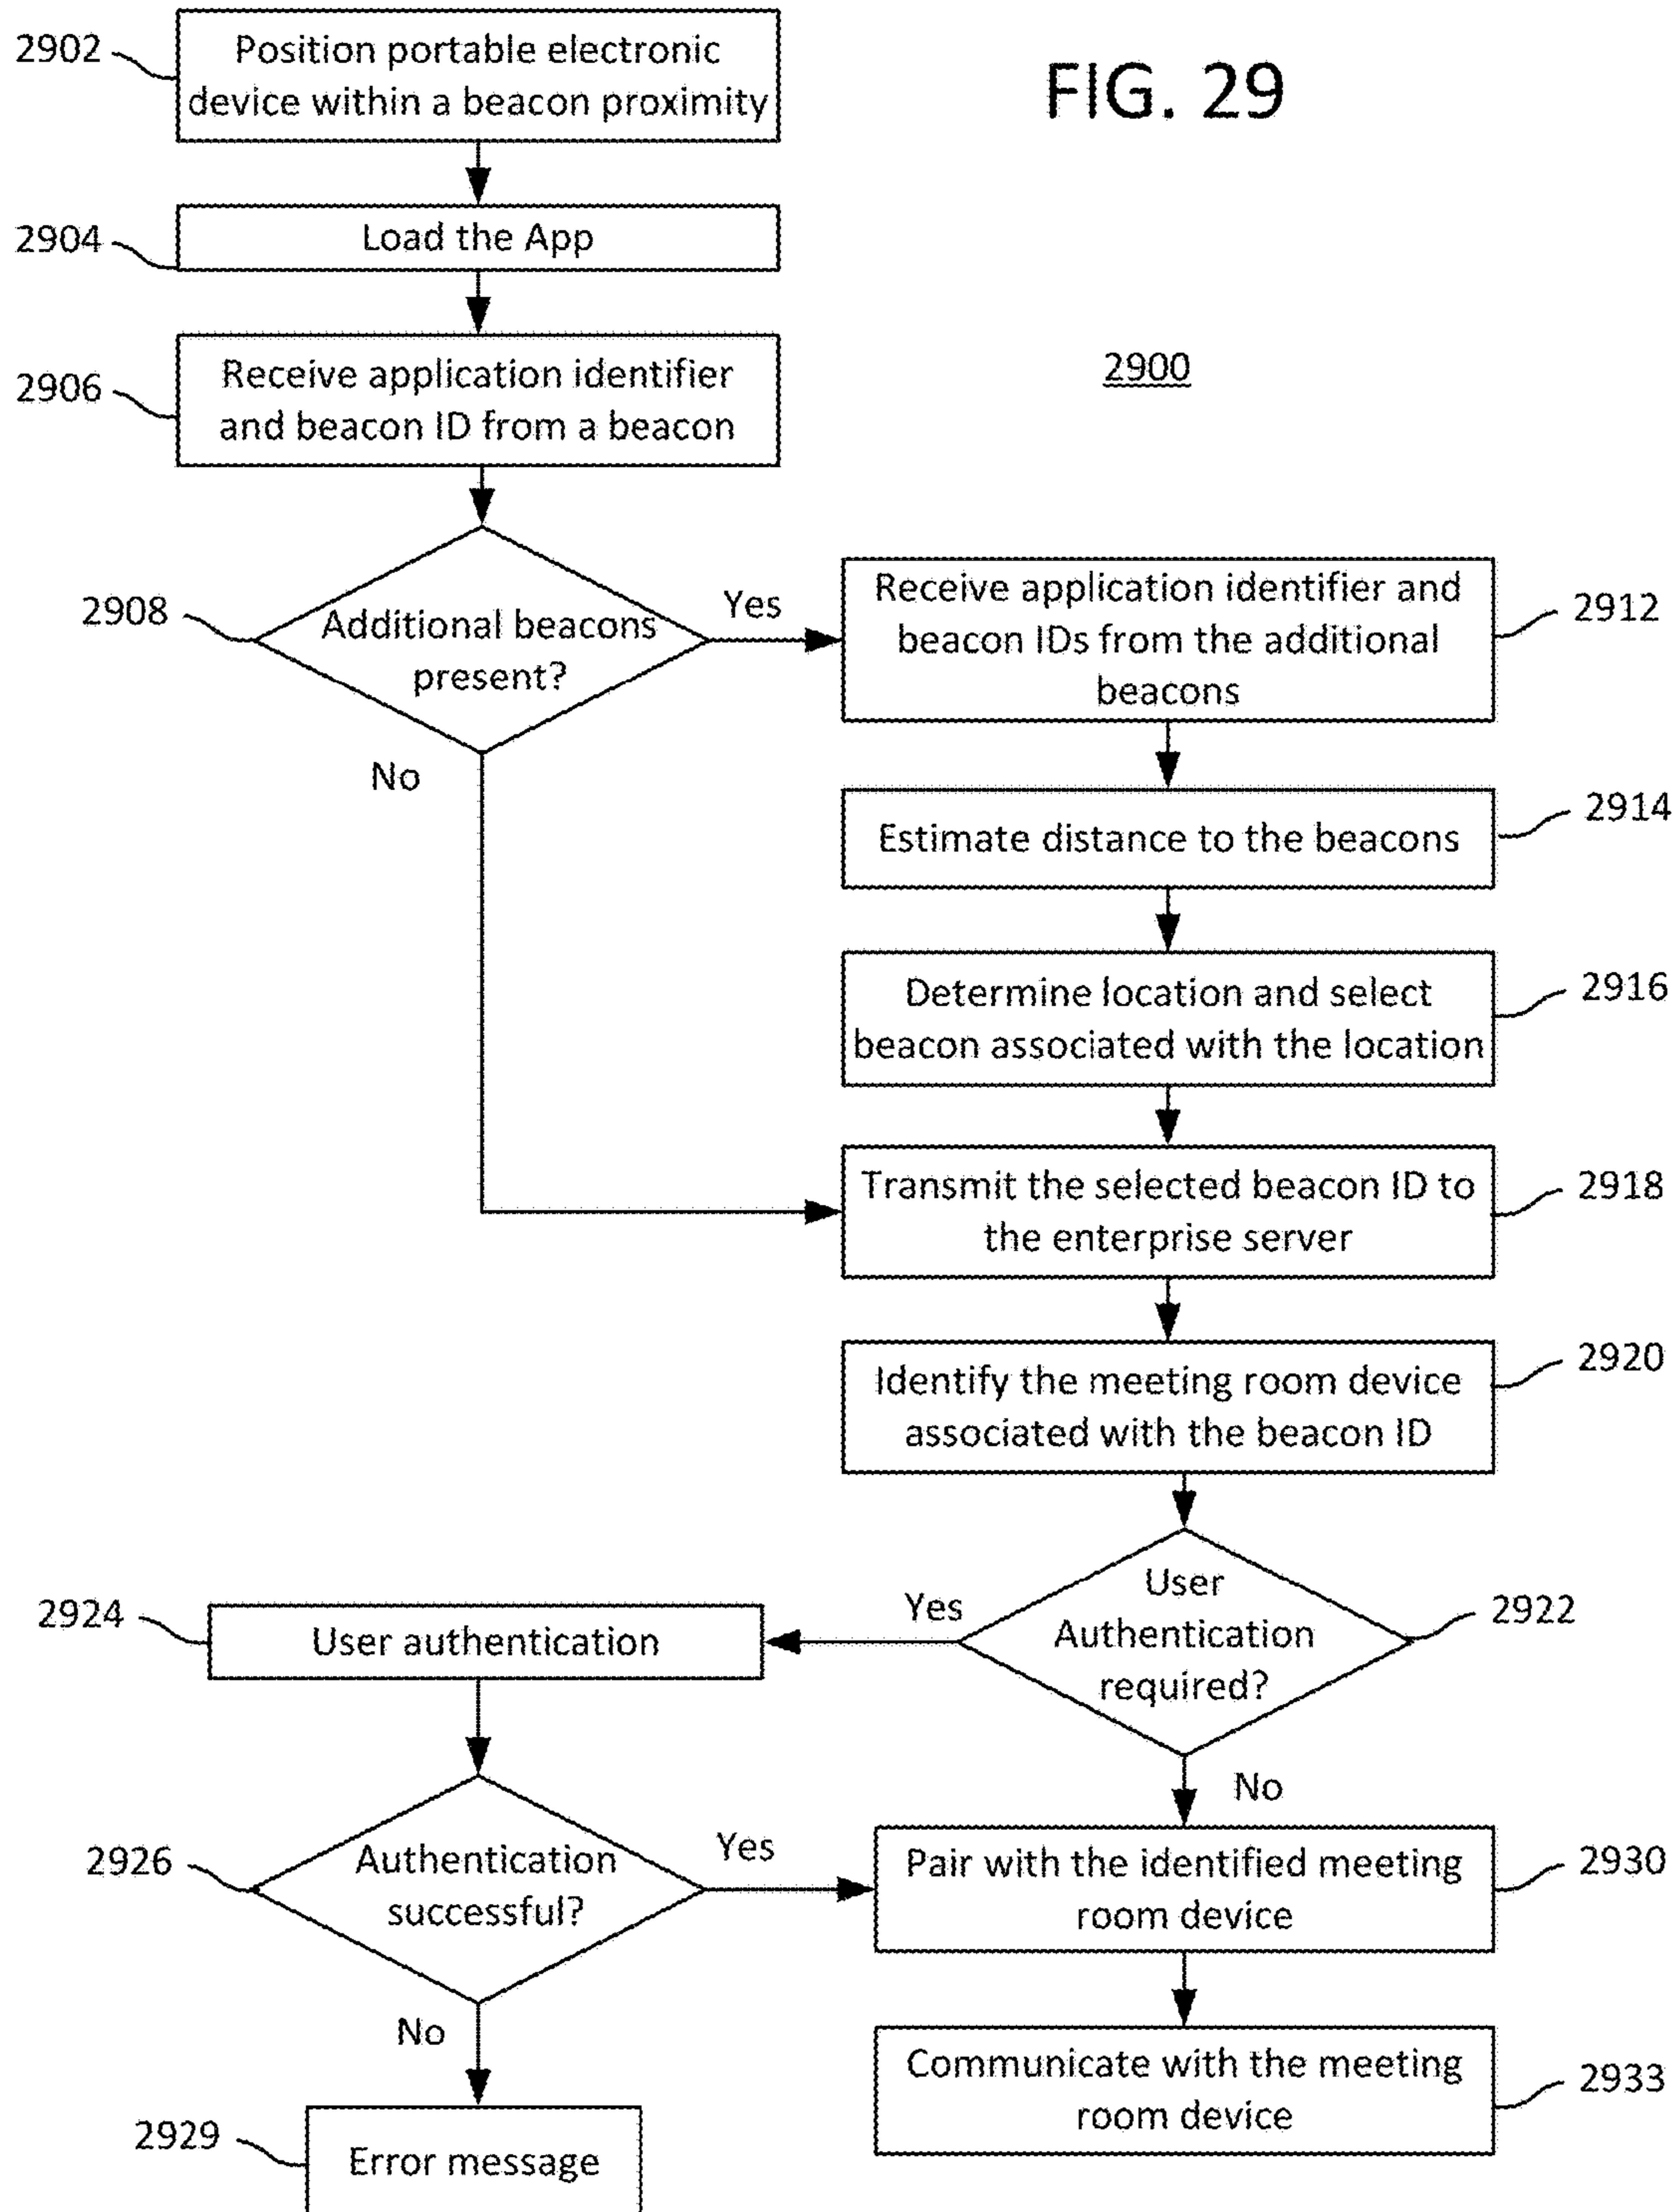 FIG. 29
2900
2902
Position portable electronic
device within a beacon proximity
2904
Load the App
2906
Receive application identifier
and beacon ID from a beacon
2908
Additional beacons
present?
Yes
No
Receive application identifier and
beacon IDs from the additional
beacons
2912
Estimate distance to the beacons
2914
Determine location and select
beacon associated with the location
2916
Transmit the selected beacon ID to
the enterprise server
2918
Identify the meeting room device
associated with the beacon ID
2920
User
Authentication
required?
2922
Yes
No
2924
User authentication
2926
Authentication
successful?
Yes
No
2929
Error message
Pair with the identified meeting
room device
2930
Communicate with the meeting
room device
2933